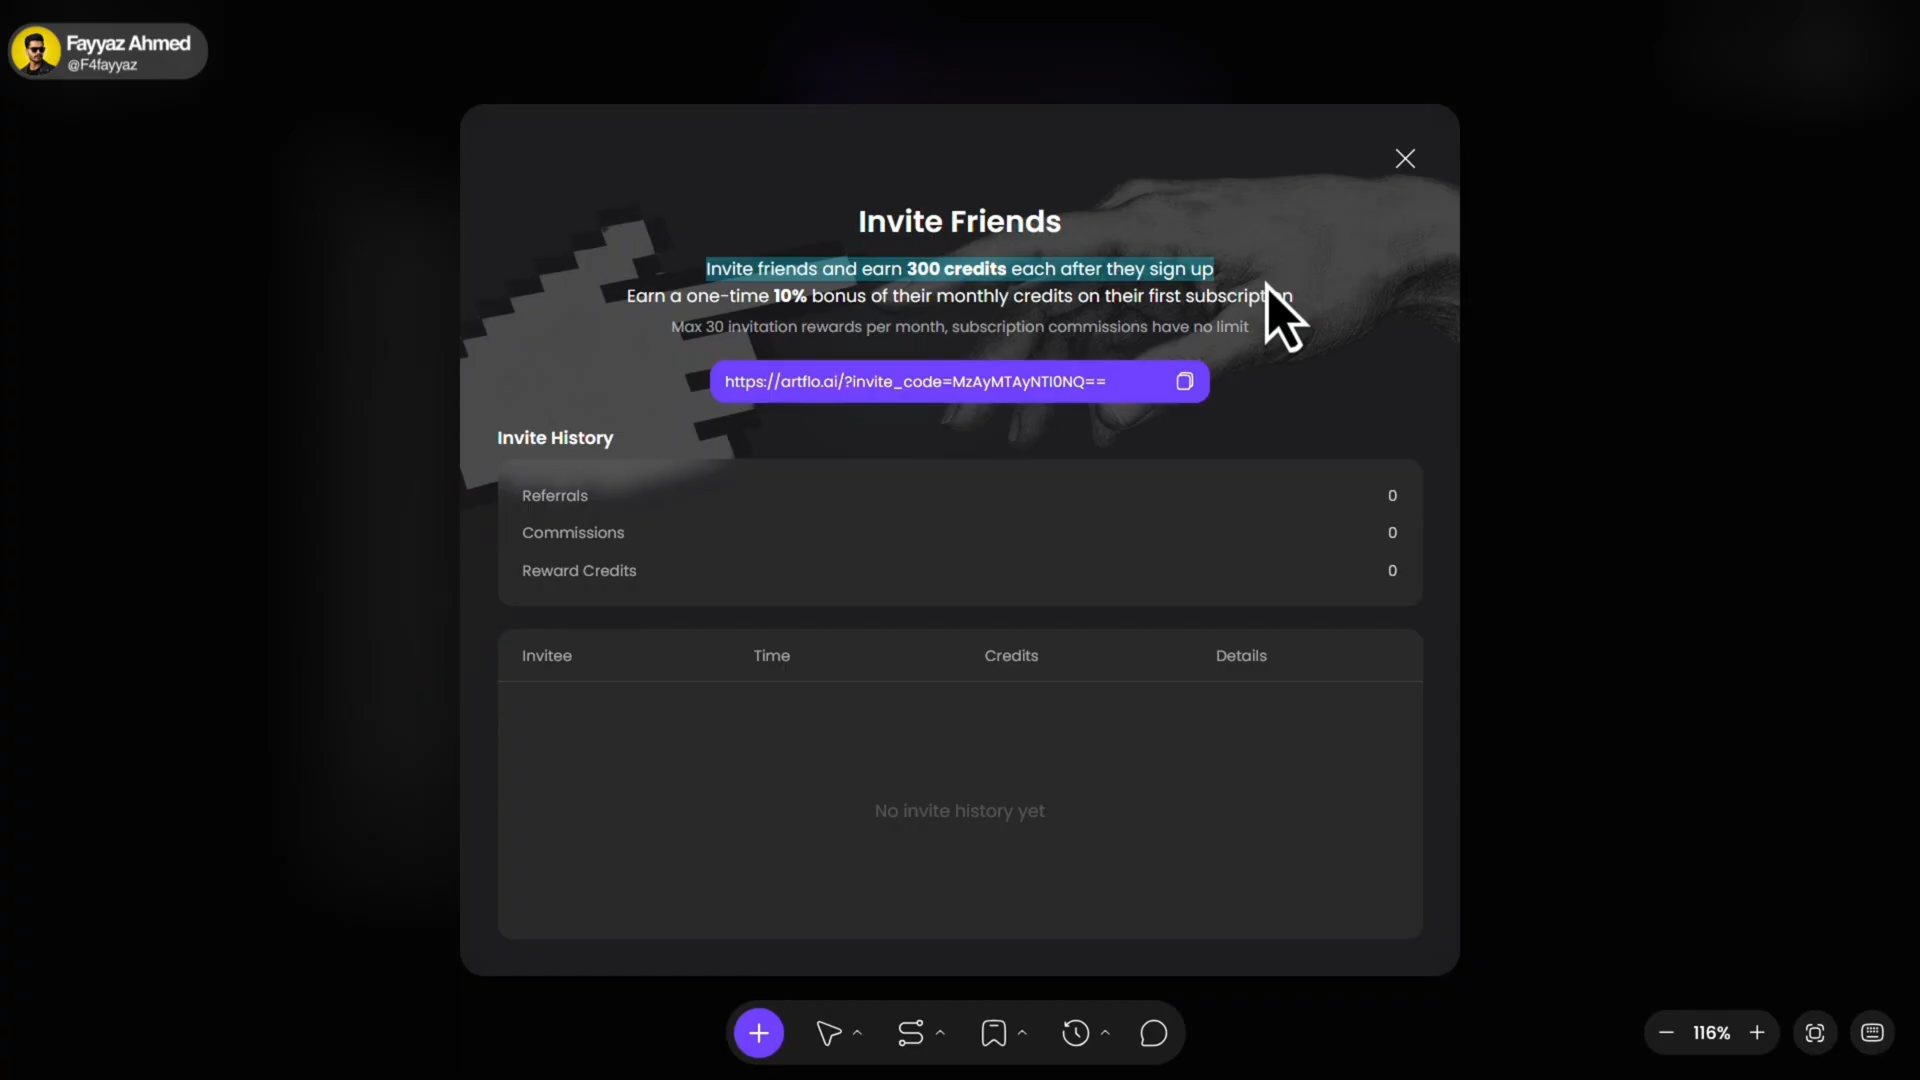 Fayyaz Ahmed
@F4fayyaz
Invite Friends
Invite friends and earn 300 credits each after they sign up
Earn a one-time 10% bonus of their monthly credits on their first subscription
Max 30 invitation rewards per month, subscription commissions have no limit
https://artflo.ai/?invite_code=MzAyMTAyNTI0NQ==
Invite History
Referrals 0
Commissions 0
Reward Credits 0
Invitee Time Credits Details
No invite history yet
116%